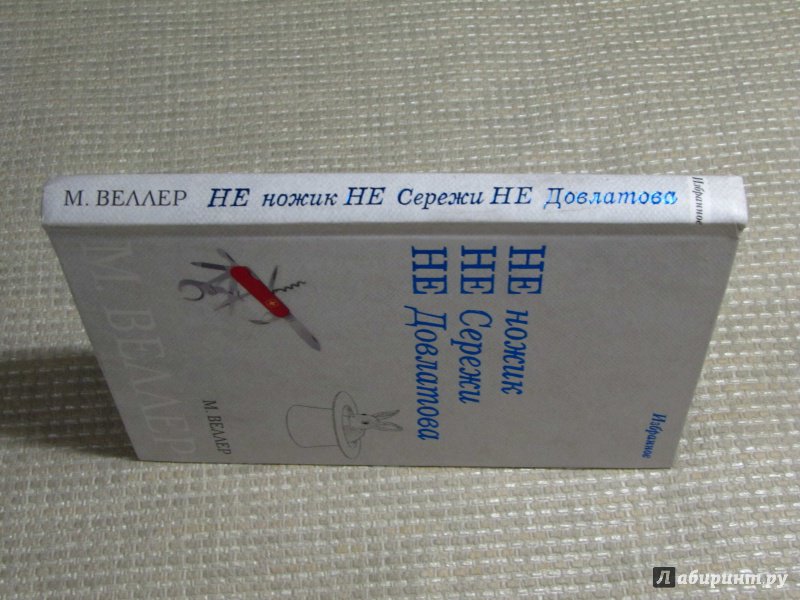 М. ВЕЛЛЕР НЕ ножик НЕ Сережи НЕ Довлатова Избранное
М. ВЕЛЛЕР
М. ВЕЛЛЕР
НЕ ножик
НЕ Сережи
НЕ Довлатова
Избранное
Лабиринт.ру